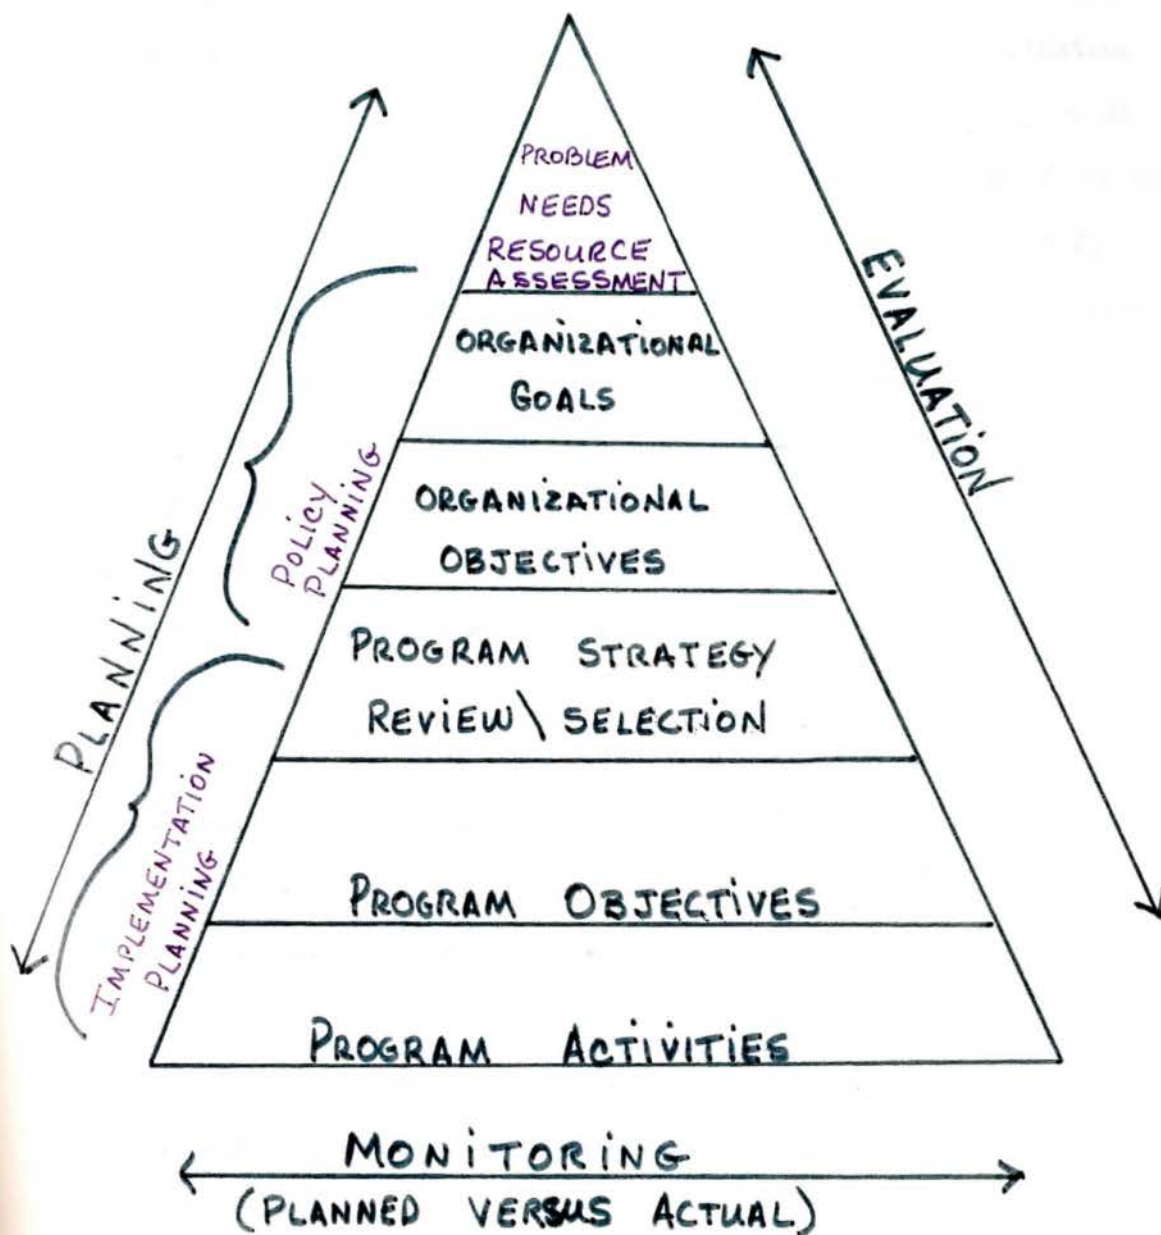 PROBLEM
NEEDS
RESOURCE
ASSESSMENT
ORGANIZATIONAL
GOALS
ORGANIZATIONAL
OBJECTIVES
PROGRAM STRATEGY
REVIEW \ SELECTION
PROGRAM OBJECTIVES
PROGRAM ACTIVITIES
PLANNING
POLICY
PLANNING
IMPLEMENTATION
PLANNING
EVALUATION
MONITORING
(PLANNED VERSUS ACTUAL)